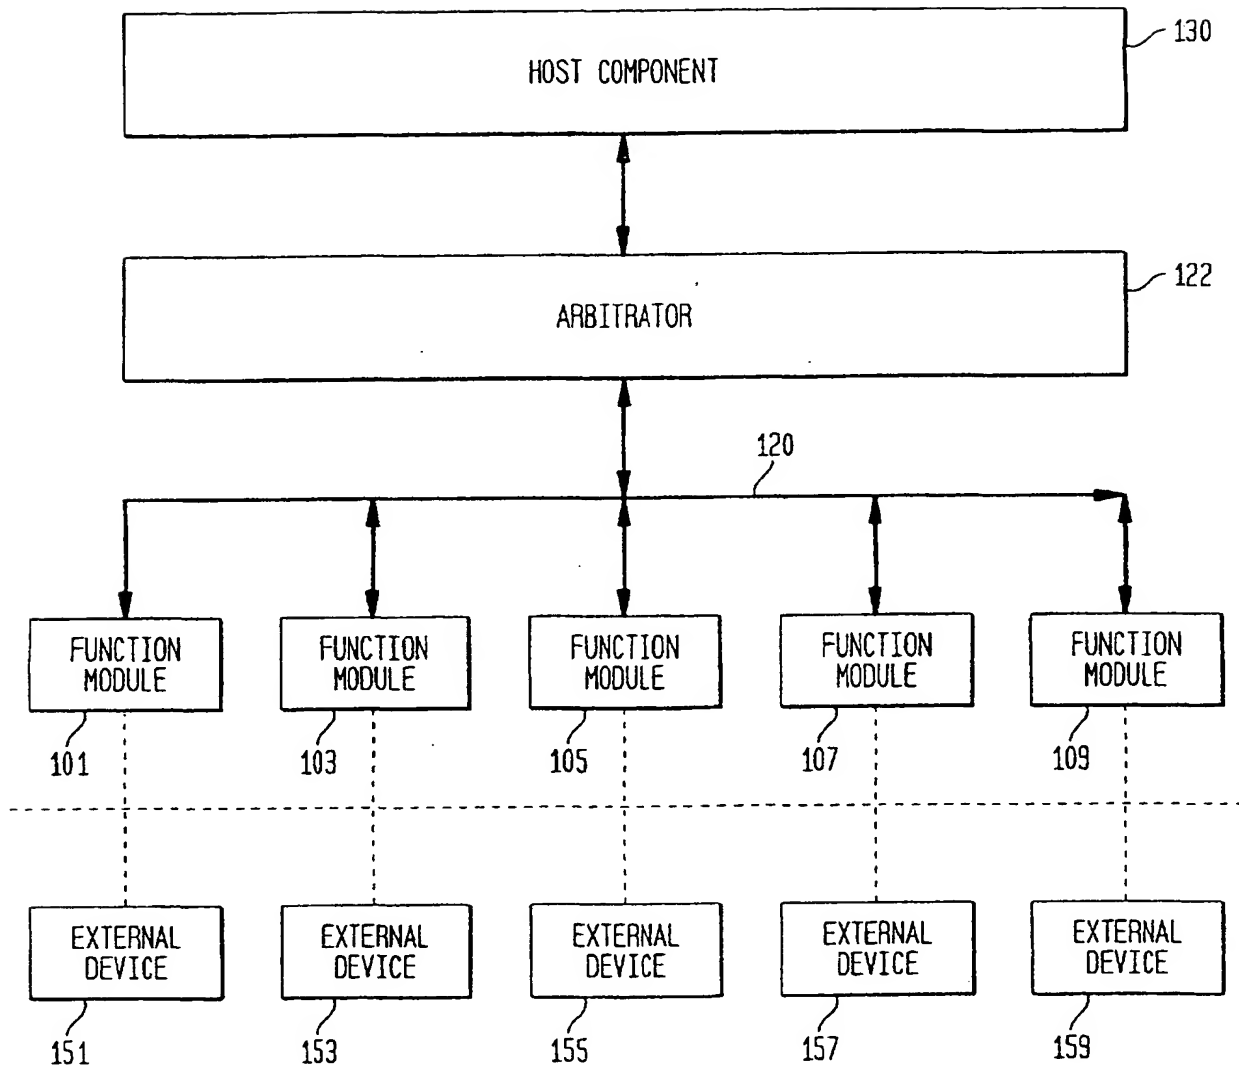 130
HOST COMPONENT
122
ARBITRATOR
120
FUNCTION
MODULE
FUNCTION
MODULE
FUNCTION
MODULE
FUNCTION
MODULE
FUNCTION
MODULE
101
103
105
107
109
EXTERNAL
DEVICE
EXTERNAL
DEVICE
EXTERNAL
DEVICE
EXTERNAL
DEVICE
EXTERNAL
DEVICE
151
153
155
157
159